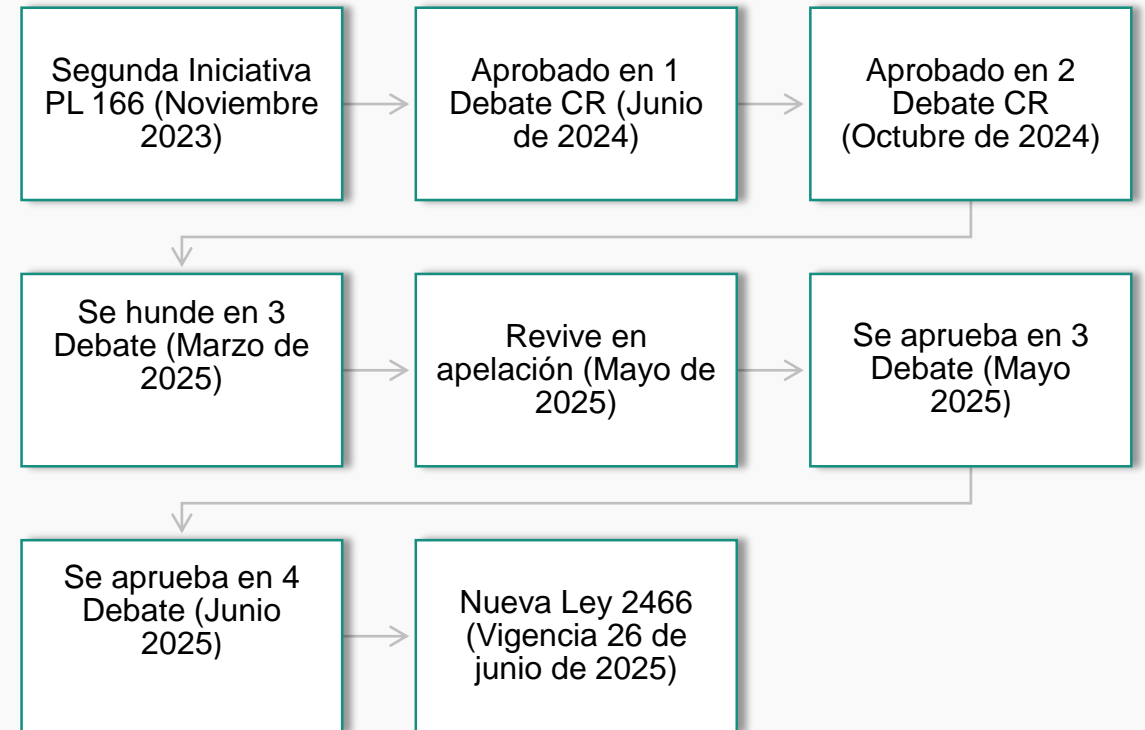 Segunda Iniciativa
PL 166 (Noviembre
2023)
Aprobado en 1
Debate CR (Junio
de 2024)
Aprobado en 2
Debate CR
(Octubre de 2024)
Se hunde en 3
Debate (Marzo de
2025)
Revive en
apelación (Mayo de
2025)
Se aprueba en 3
Debate (Mayo
2025)
Se aprueba en 4
Debate (Junio
2025)
Nueva Ley 2466
(Vigencia 26 de
junio de 2025)